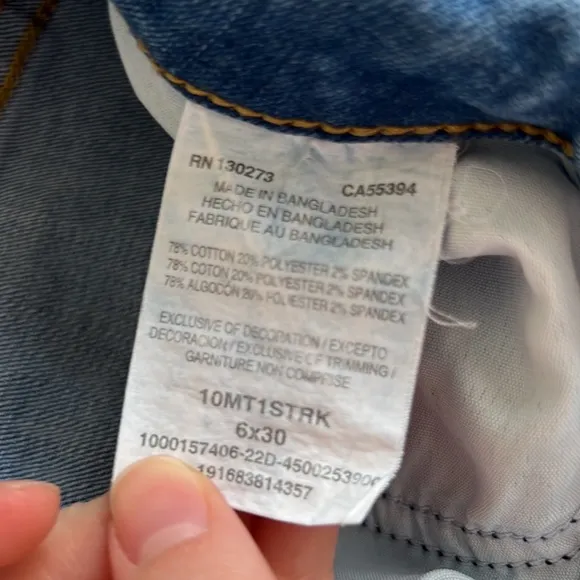 RN 130273 CA55394
MADE IN BANGLADESH
HECHO EN BANGLADESH
FABRIQUE AU BANGLADESH
78% COTTON 20% POLYESTER 2% SPANDEX
78% COTON 20% POLYESTER 2% SPANDEX
78% ALGODON 20% POLIESTER 2% SPANDEX
EXCLUSIVE OF DECORATION / EXCEPTO
DECORACION / EXCLUSIVE OF TRIMMING /
GARNITURE NON COMPRISE
10MT1STRK
6x30
1000157406-22D-4500253900
191683814357